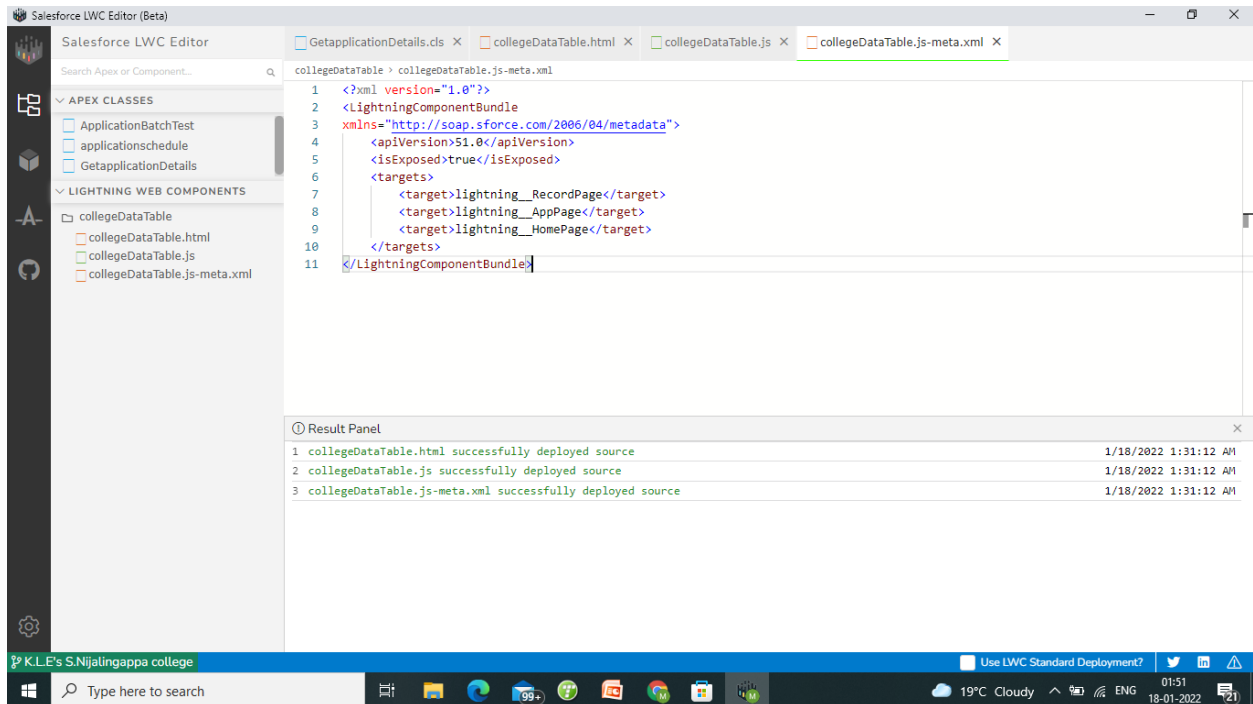 Salesforce LWC Editor (Beta)
Salesforce LWC Editor
GetapplicationDetails.cls
collegeDataTable.html
collegeDataTable.js
collegeDataTable.js-meta.xml
Search Apex or Component...
collegeDataTable > collegeDataTable.js-meta.xml
APEX CLASSES
ApplicationBatchTest
applicationschedule
GetapplicationDetails
LIGHTNING WEB COMPONENTS
collegeDataTable
collegeDataTable.html
collegeDataTable.js
collegeDataTable.js-meta.xml
1 <?xml version="1.0"?>
2 <LightningComponentBundle
3 xmlns="http://soap.sforce.com/2006/04/metadata">
4 <apiVersion>51.0</apiVersion>
5 <isExposed>true</isExposed>
6 <targets>
7 <target>lightning__RecordPage</target>
8 <target>lightning__AppPage</target>
9 <target>lightning__HomePage</target>
10 </targets>
11 </LightningComponentBundle>
Result Panel
1 collegeDataTable.html successfully deployed source 1/18/2022 1:31:12 AM
2 collegeDataTable.js successfully deployed source 1/18/2022 1:31:12 AM
3 collegeDataTable.js-meta.xml successfully deployed source 1/18/2022 1:31:12 AM
K.L.E's S.Nijalingappa college
Use LWC Standard Deployment?
Type here to search
99+
19°C Cloudy
ENG
01:51
18-01-2022
21